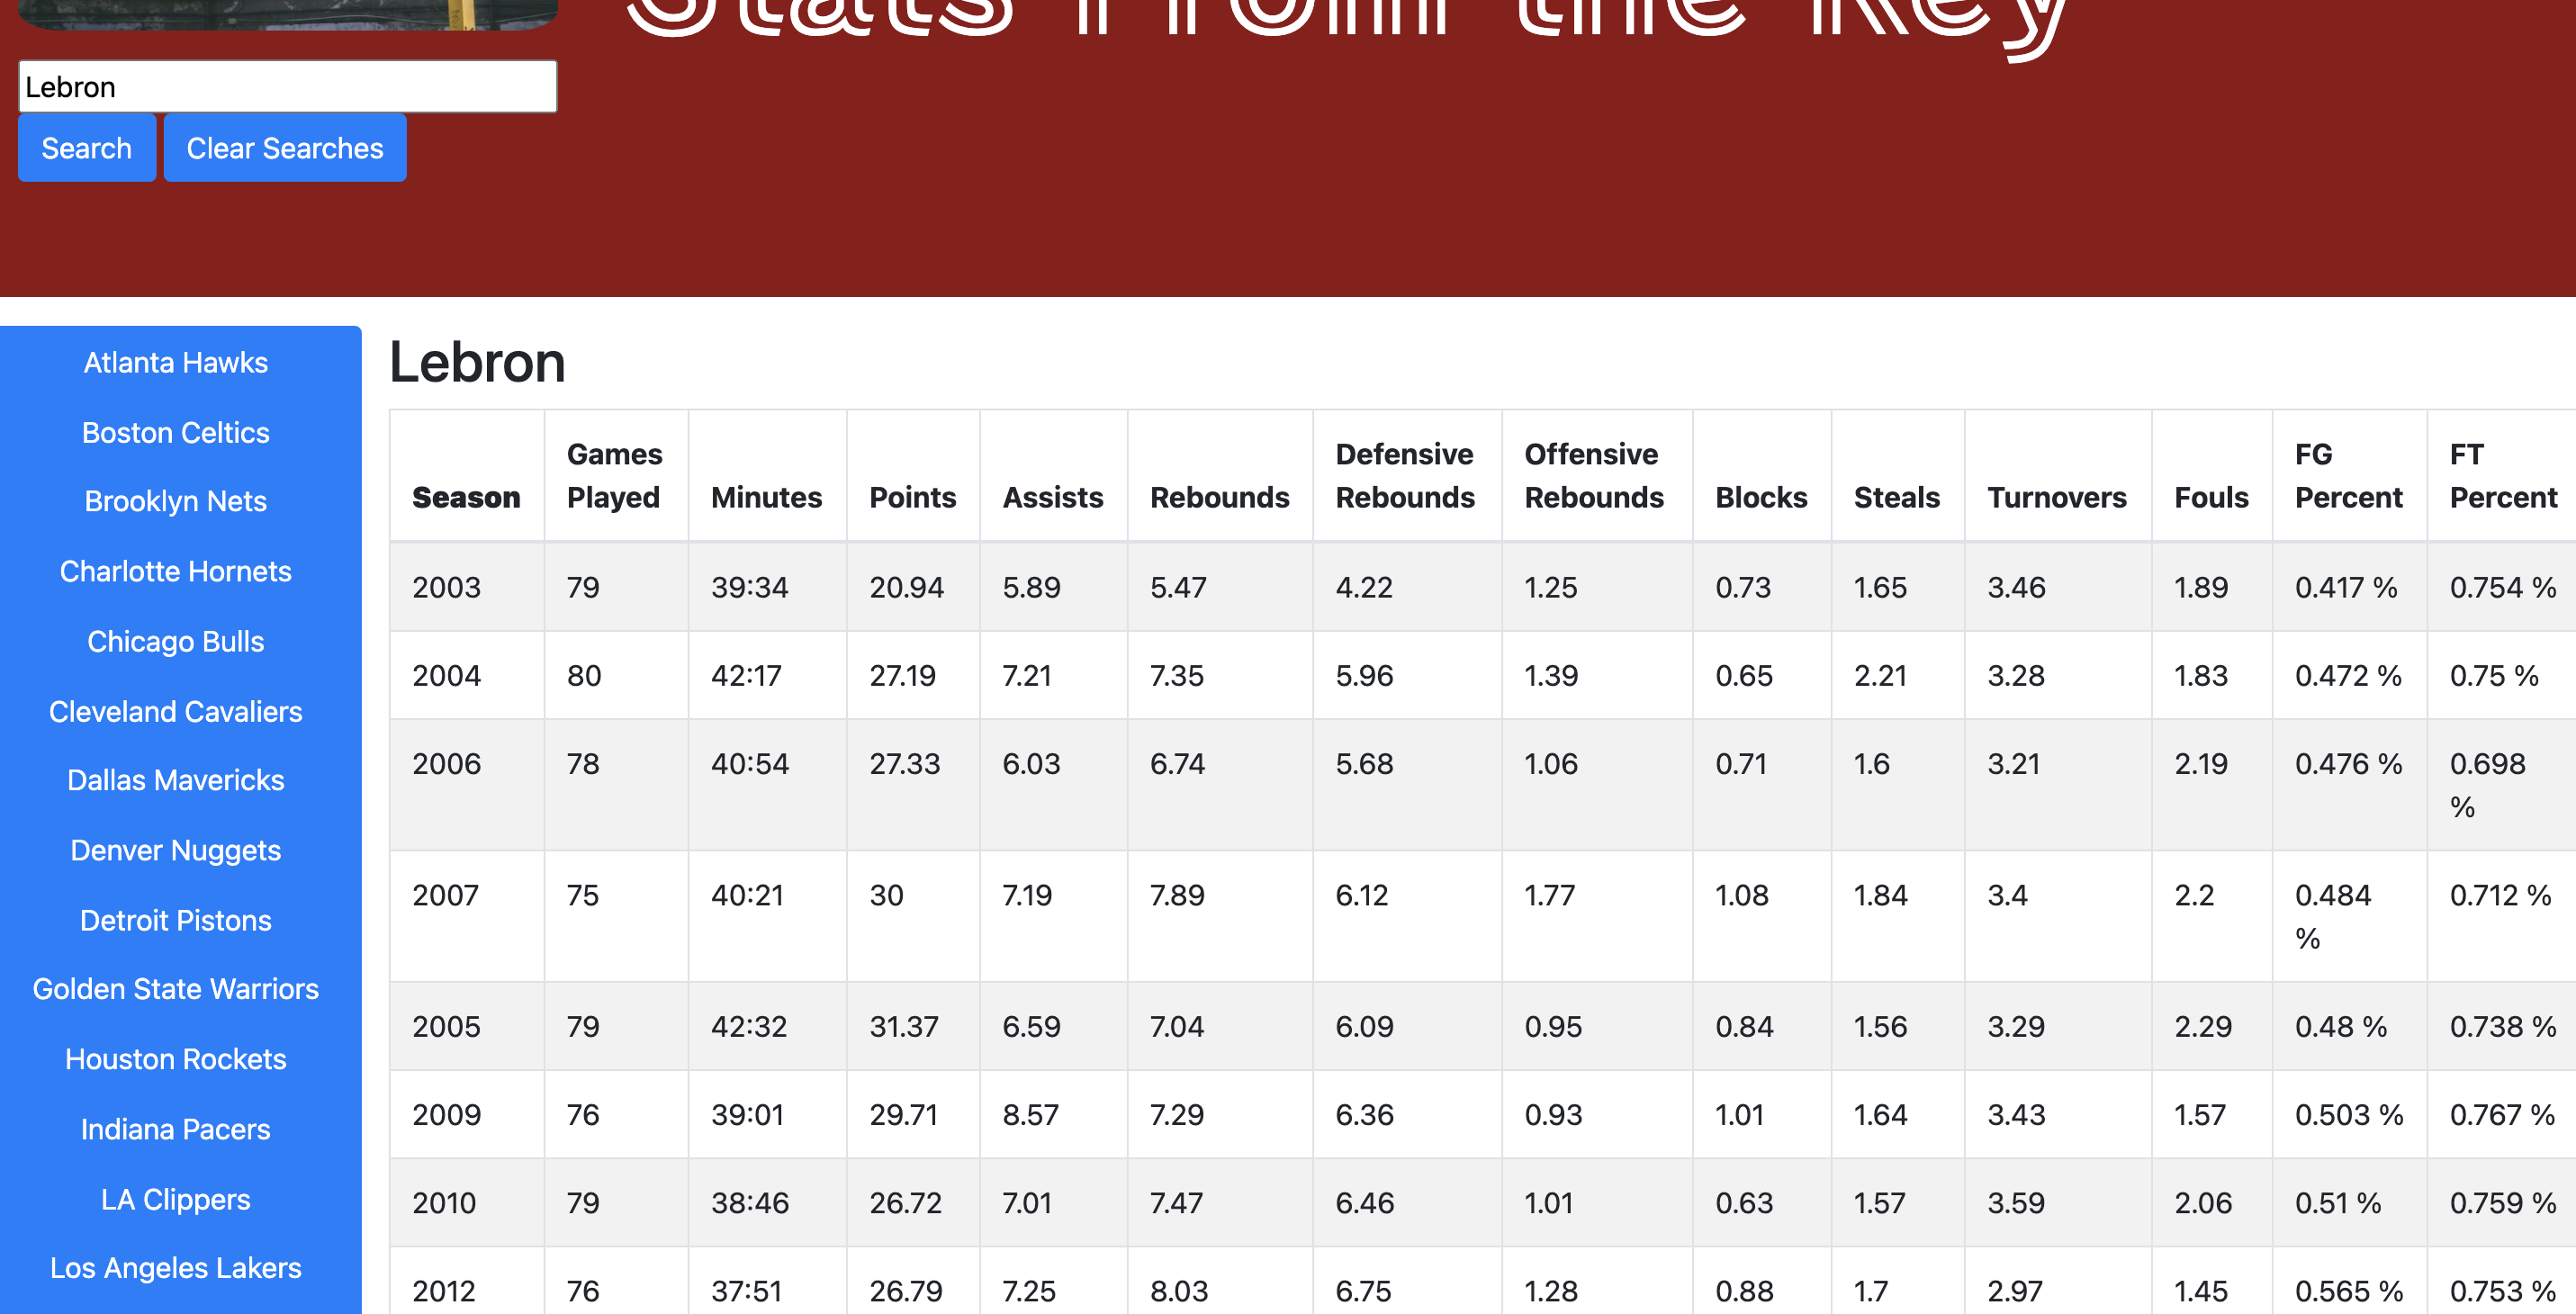 Stats From the Key
Lebron
Search Clear Searches
Atlanta Hawks
Boston Celtics
Brooklyn Nets
Charlotte Hornets
Chicago Bulls
Cleveland Cavaliers
Dallas Mavericks
Denver Nuggets
Detroit Pistons
Golden State Warriors
Houston Rockets
Indiana Pacers
LA Clippers
Los Angeles Lakers
Lebron
Season Games Played Minutes Points Assists Rebounds Defensive Rebounds Offensive Rebounds Blocks Steals Turnovers Fouls FG Percent FT Percent
2003 79 39:34 20.94 5.89 5.47 4.22 1.25 0.73 1.65 3.46 1.89 0.417 % 0.754 %
2004 80 42:17 27.19 7.21 7.35 5.96 1.39 0.65 2.21 3.28 1.83 0.472 % 0.75 %
2006 78 40:54 27.33 6.03 6.74 5.68 1.06 0.71 1.6 3.21 2.19 0.476 % 0.698 %
2007 75 40:21 30 7.19 7.89 6.12 1.77 1.08 1.84 3.4 2.2 0.484 % 0.712 %
2005 79 42:32 31.37 6.59 7.04 6.09 0.95 0.84 1.56 3.29 2.29 0.48 % 0.738 %
2009 76 39:01 29.71 8.57 7.29 6.36 0.93 1.01 1.64 3.43 1.57 0.503 % 0.767 %
2010 79 38:46 26.72 7.01 7.47 6.46 1.01 0.63 1.57 3.59 2.06 0.51 % 0.759 %
2012 76 37:51 26.79 7.25 8.03 6.75 1.28 0.88 1.7 2.97 1.45 0.565 % 0.753 %